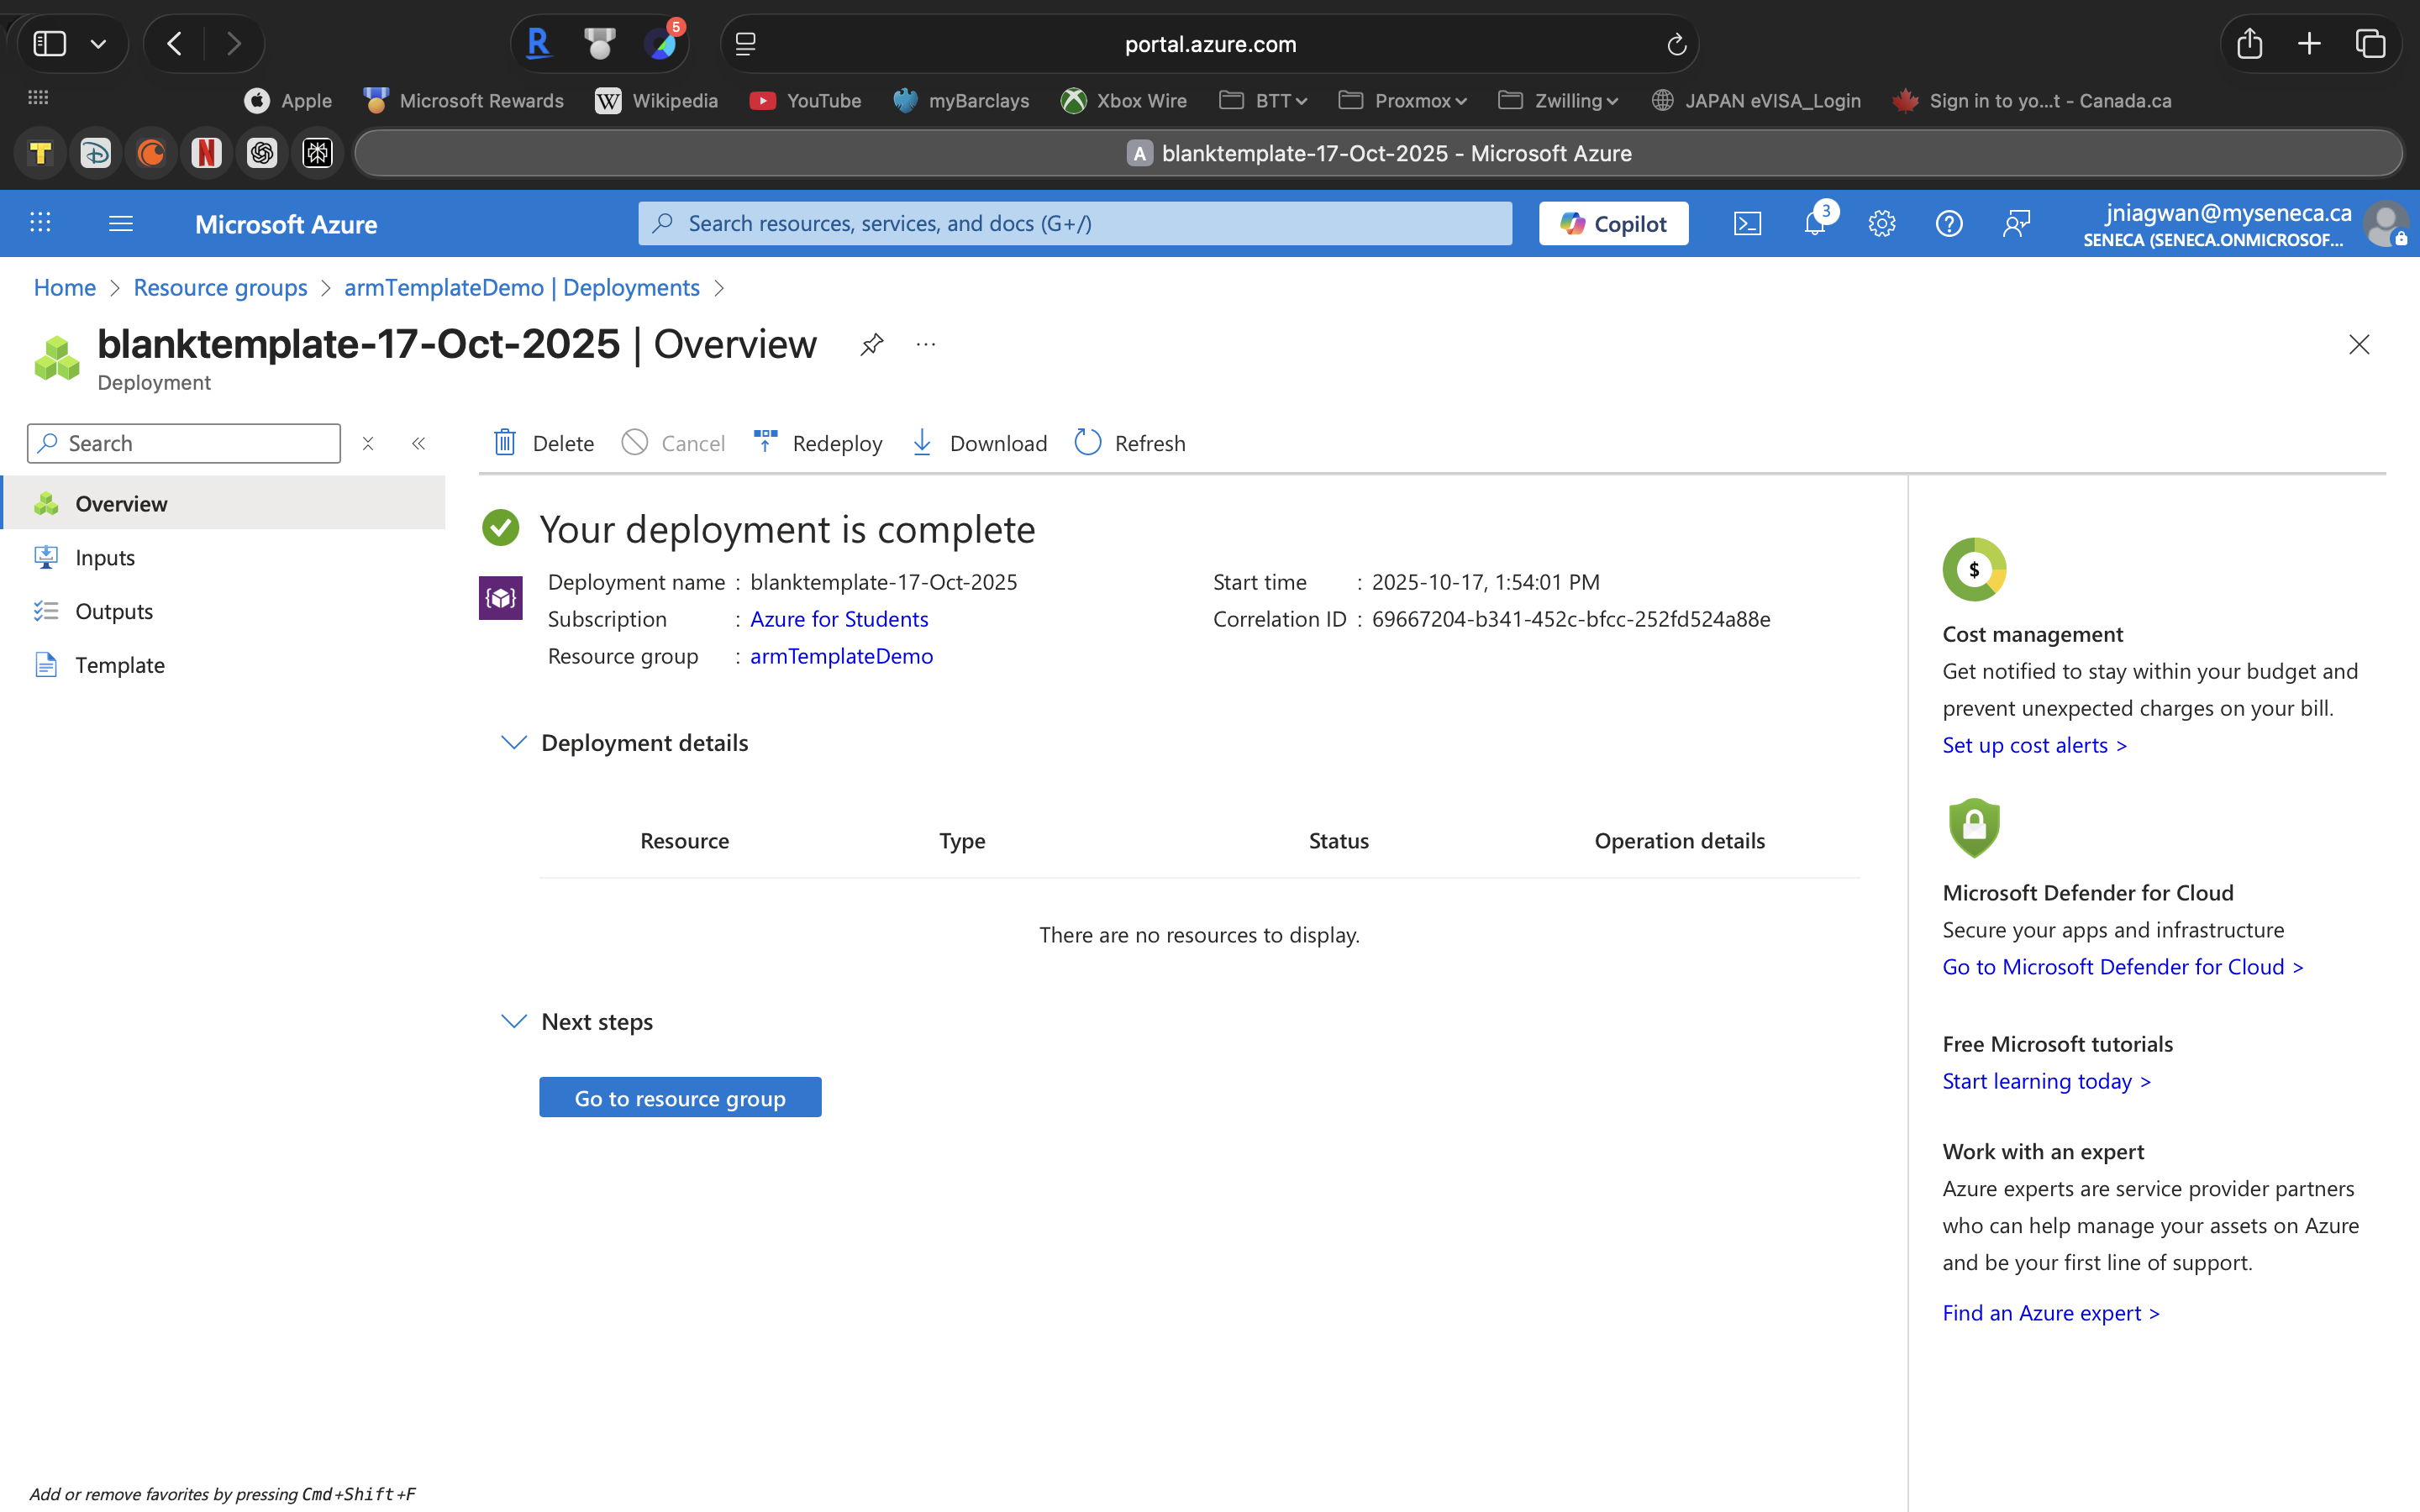 5
portal.azure.com
Apple
Microsoft Rewards
W Wikipedia
YouTube
myBarclays
Xbox Wire
BTT
Proxmox
Zwilling
JAPAN eVISA_Login
Sign in to yo...t - Canada.ca
A blanktemplate-17-Oct-2025 - Microsoft Azure
Microsoft Azure
Search resources, services, and docs (G+/)
Copilot
3
jniagwan@myseneca.ca
SENECA (SENECA.ONMICROSOF...
Home > Resource groups > armTemplateDemo | Deployments >
blanktemplate-17-Oct-2025 | Overview
Deployment
Search
Delete
Cancel
Redeploy
Download
Refresh
Overview
Inputs
Outputs
Template
Your deployment is complete
Deployment name : blanktemplate-17-Oct-2025
Subscription : Azure for Students
Resource group : armTemplateDemo
Start time : 2025-10-17, 1:54:01 PM
Correlation ID : 69667204-b341-452c-bfcc-252fd524a88e
Deployment details
Resource Type Status Operation details
There are no resources to display.
Next steps
Go to resource group
$
Cost management
Get notified to stay within your budget and
prevent unexpected charges on your bill.
Set up cost alerts >
Microsoft Defender for Cloud
Secure your apps and infrastructure
Go to Microsoft Defender for Cloud >
Free Microsoft tutorials
Start learning today >
Work with an expert
Azure experts are service provider partners
who can help manage your assets on Azure
and be your first line of support.
Find an Azure expert >
Add or remove favorites by pressing Cmd+Shift+F